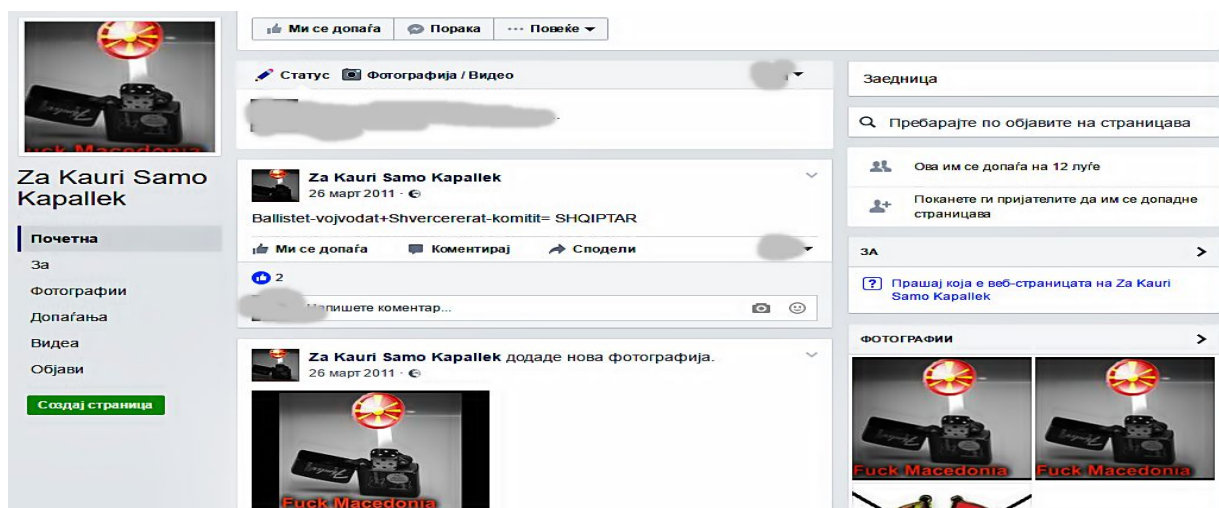 Fuck Macedonia
Za Kauri Samo
Kapallek
Почетна
За
Фотографии
Допаѓања
Видеа
Објави
Создај страница
Ми се допаѓа Порака ··· Повеќе
Статус Фотографија / Видео
Za Kauri Samo Kapallek
26 март 2011 ·
Ballistet-vojvodat+Shvercererat-komitit= SHQIPTAR
Ми се допаѓа Коментирај Сподели
2
Напишете коментар...
Za Kauri Samo Kapallek додаде нова фотографија.
26 март 2011 ·
Fuck Macedonia
Заедница
Пребарајте по објавите на страницава
Ова им се допаѓа на 12 луѓе
Поканете ги пријателите да им се допадне
страницава
ЗА
Прашај која е веб-страницата на Za Kauri
Samo Kapallek
ФОТОГРАФИИ
Fuck Macedonia
Fuck Macedonia